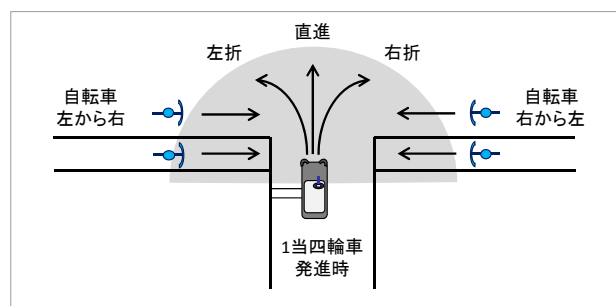 直進
左折
右折
自転車
左から右
自転車
右から左
1当四輪車
発進時